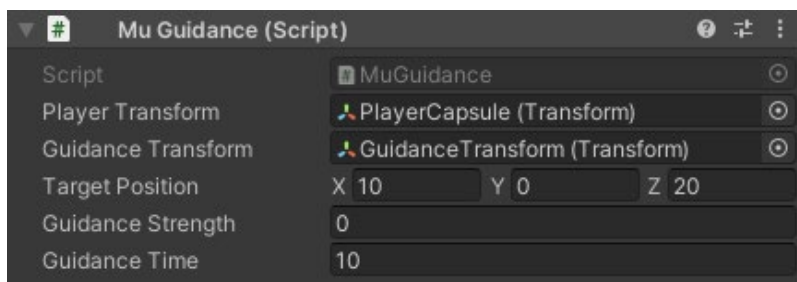 # Mu Guidance (Script)
Script # MuGuidance
Player Transform PlayerCapsule (Transform)
Guidance Transform GuidanceTransform (Transform)
Target Position X 10 Y 0 Z 20
Guidance Strength 0
Guidance Time 10